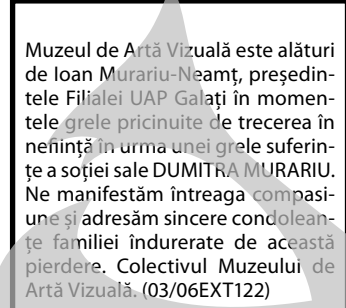 Muzeul de Artă Vizuală este alături
de Ioan Murariu-Neamț, președin-
tele Filialei UAP Galați în momen-
tele grele pricinuite de trecerea în
neființă în urma unei grele suferin-
țe a soției sale DUMITRA MURARIU.
Ne manifestăm întreaga compasi-
une și adresăm sincere condolean-
țe familiei îndurerate de această
pierdere. Colectivul Muzeului de
Artă Vizuală. (03/06EXT122)